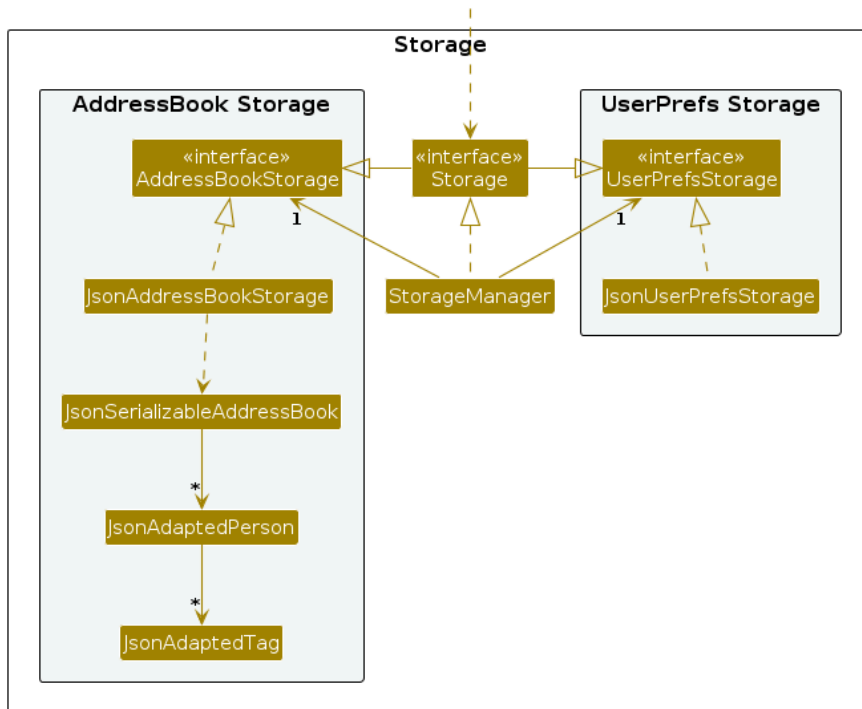 Storage
AddressBook Storage
UserPrefs Storage
«interface»
AddressBookStorage
«interface»
Storage
«interface»
UserPrefsStorage
1
1
JsonAddressBookStorage
StorageManager
JsonUserPrefsStorage
JsonSerializableAddressBook
*
JsonAdaptedPerson
*
JsonAdaptedTag